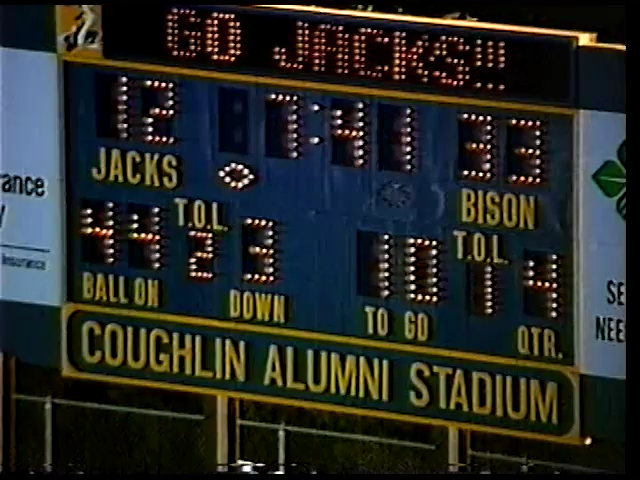 GO JACKS!!
12 7:41 33
JACKS
BISON
T.O.L. T.O.L.
44 2 3 10 1 4
BALL ON DOWN TO GO QTR.
COUGHLIN ALUMNI STADIUM
rance
Insurance
SE
NEE